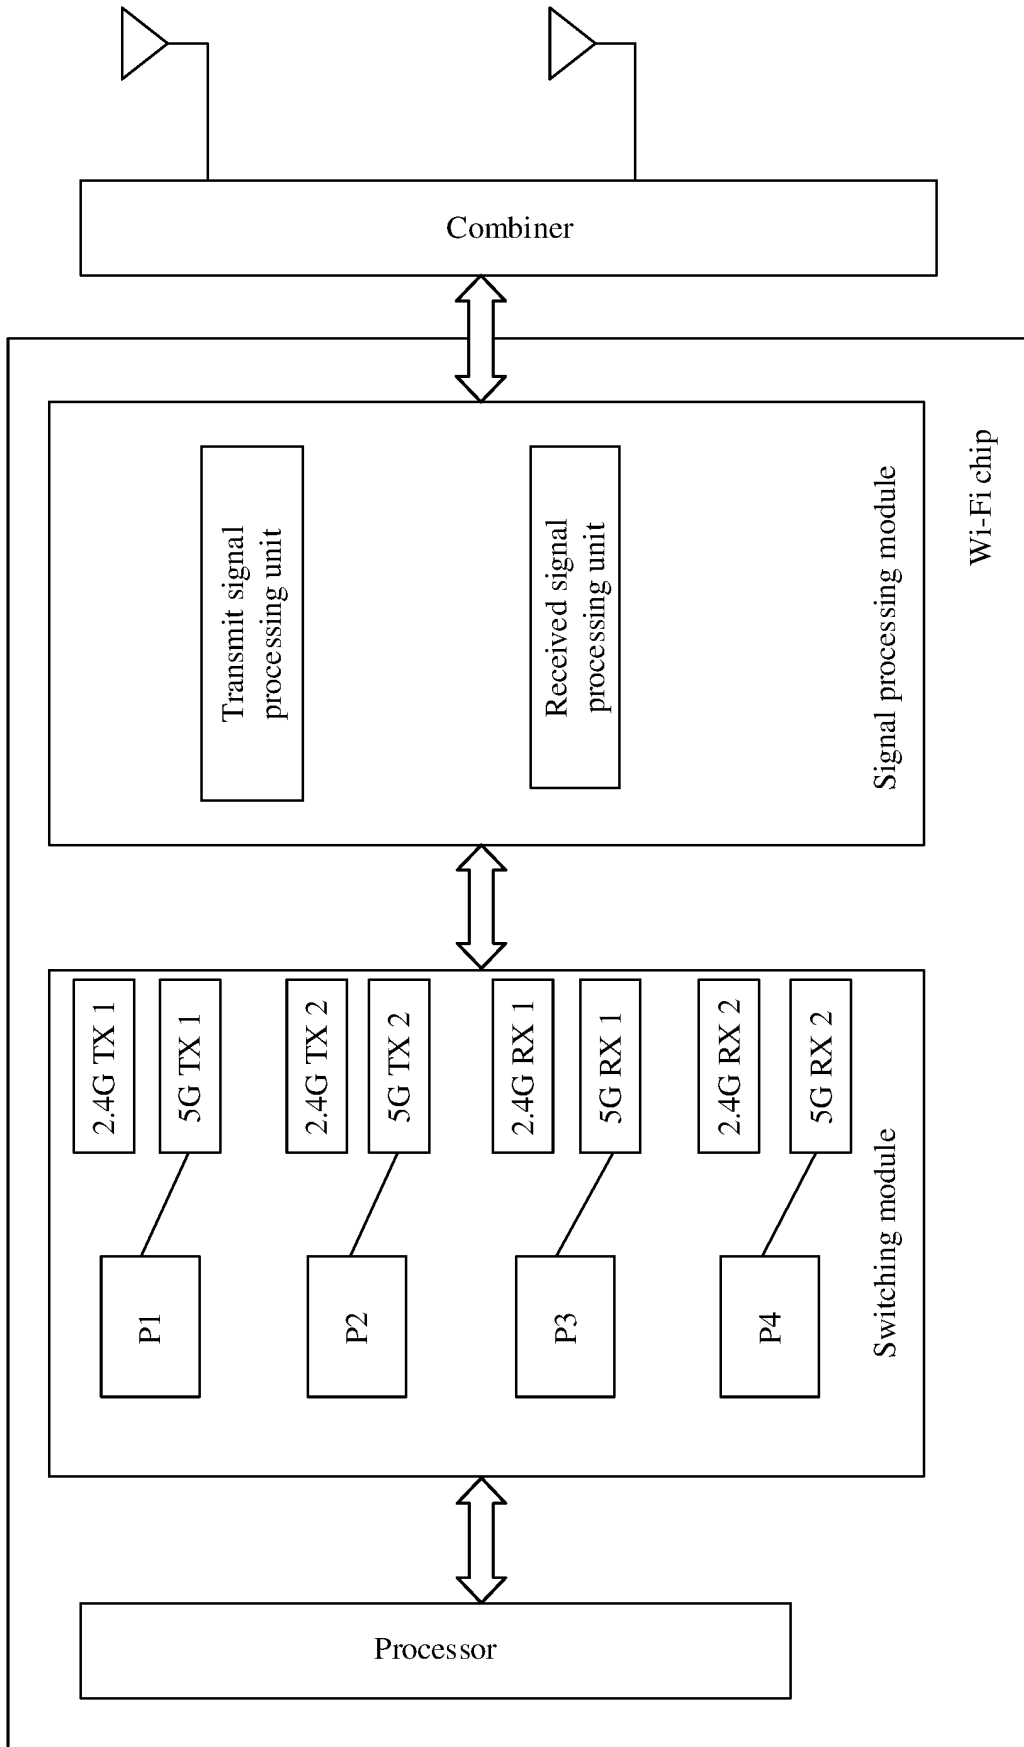 Combiner
Transmit signal
processing unit
Received signal
processing unit
Signal processing module
Wi-Fi chip
2.4G TX 1
5G TX 1
2.4G TX 2
5G TX 2
2.4G RX 1
5G RX 1
2.4G RX 2
5G RX 2
P1
P2
P3
P4
Switching module
Processor